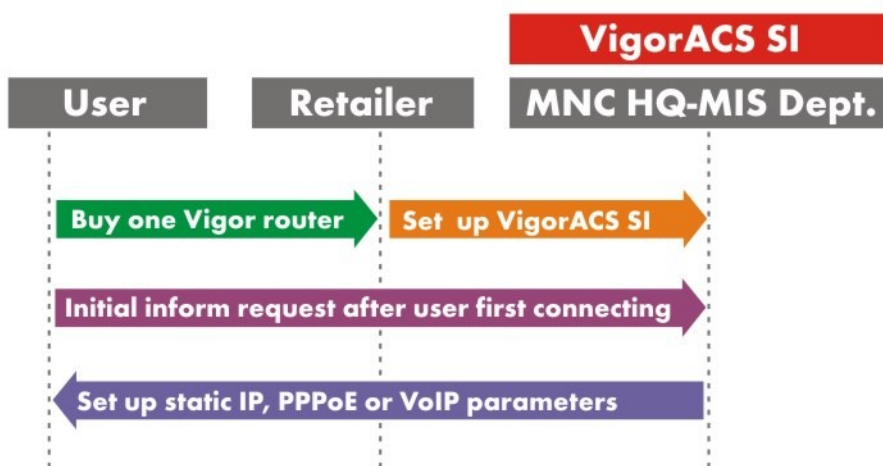 VigorACS SI
User
Retailer
MNC HQ-MIS Dept.
Buy one Vigor router
Set up VigorACS SI
Initial inform request after user first connecting
Set up static IP, PPPoE or VoIP parameters